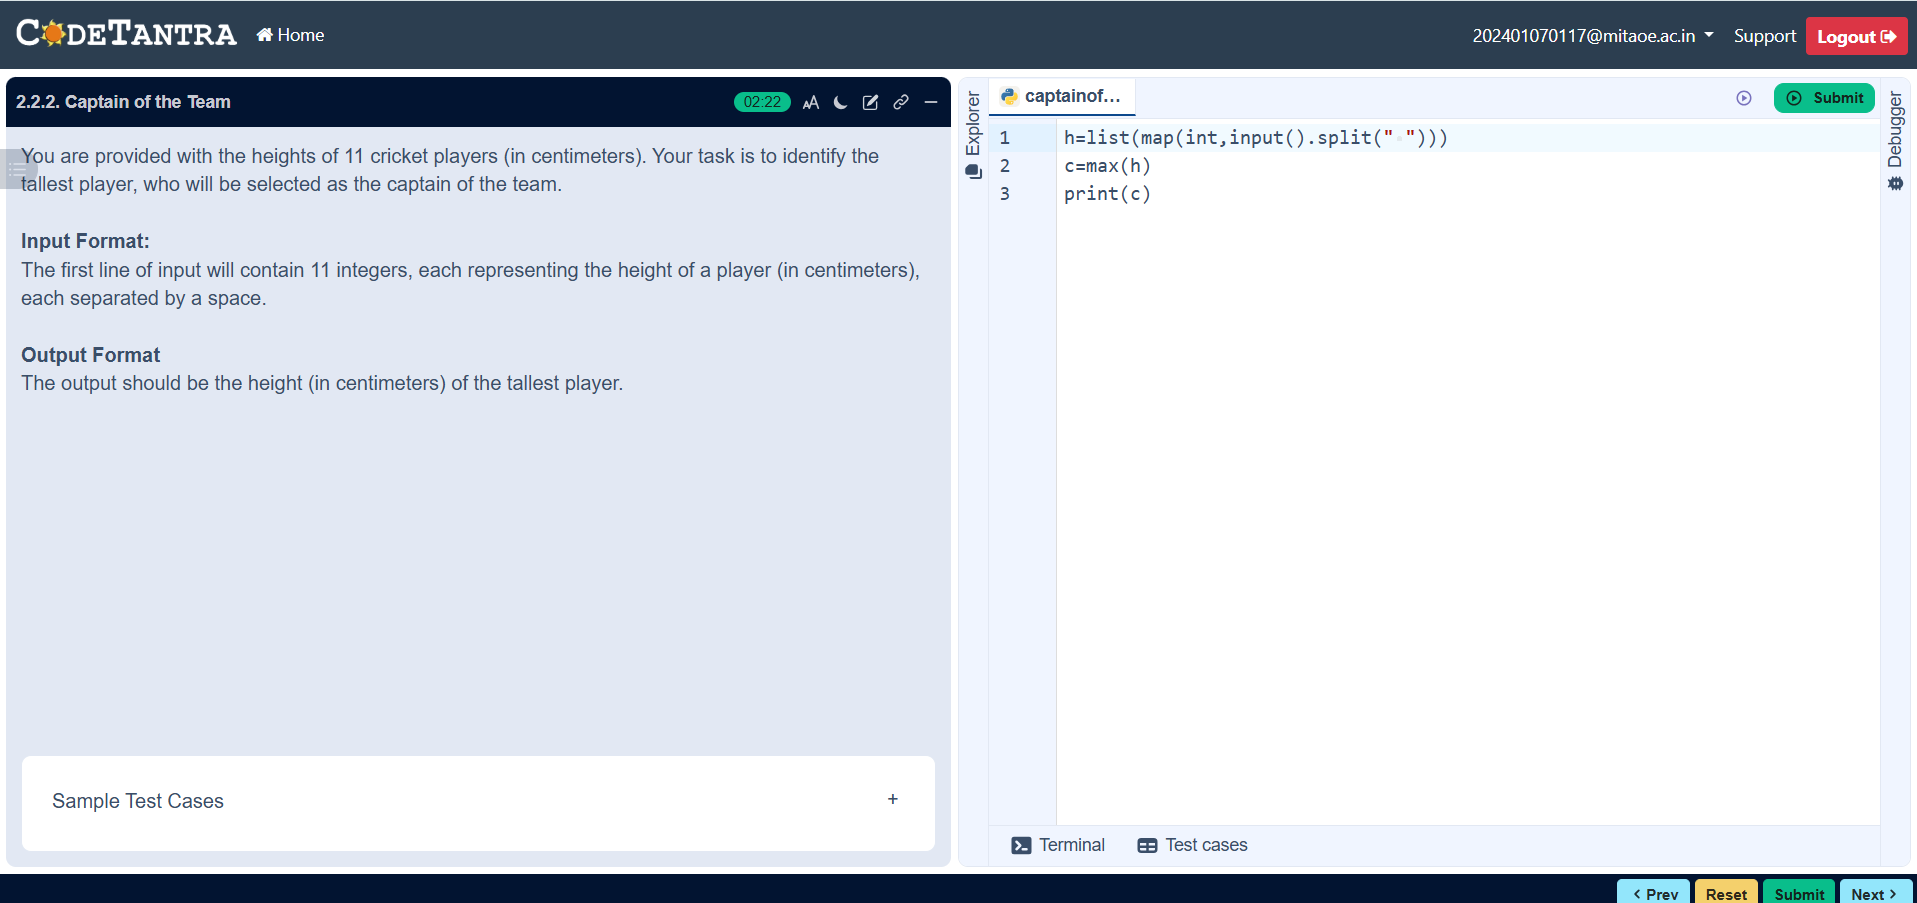 CODETANTRA Home 202401070117@mitaoe.ac.in Support Logout
2.2.2. Captain of the Team 02:22 AA
You are provided with the heights of 11 cricket players (in centimeters). Your task is to identify the
tallest player, who will be selected as the captain of the team.
Input Format:
The first line of input will contain 11 integers, each representing the height of a player (in centimeters),
each separated by a space.
Output Format
The output should be the height (in centimeters) of the tallest player.
Sample Test Cases +
Explorer
captainof...
Submit
Debugger
1 h=list(map(int,input().split(" ")))
2 c=max(h)
3 print(c)
Terminal Test cases
< Prev Reset Submit Next >